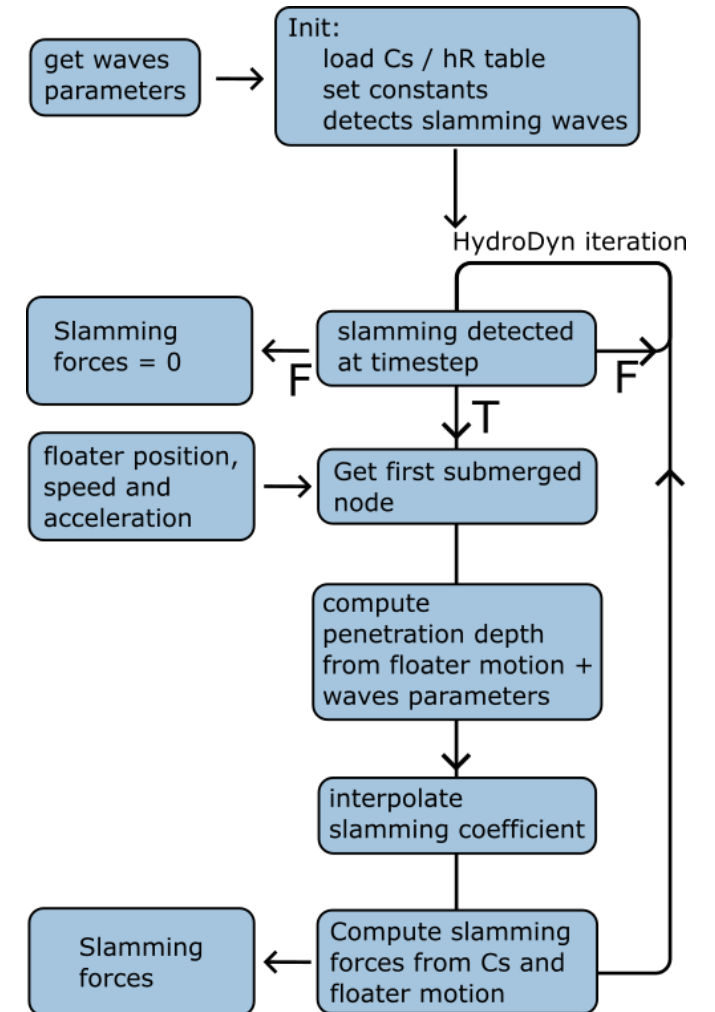 get waves
parameters
Init:
load Cs / hR table
set constants
detects slamming waves
HydroDyn iteration
Slamming
forces = 0
F
slamming detected
at timestep
F
T
floater position,
speed and
acceleration
Get first submerged
node
compute
penetration depth
from floater motion +
waves parameters
interpolate
slamming coefficient
Slamming
forces
Compute slamming
forces from Cs and
floater motion